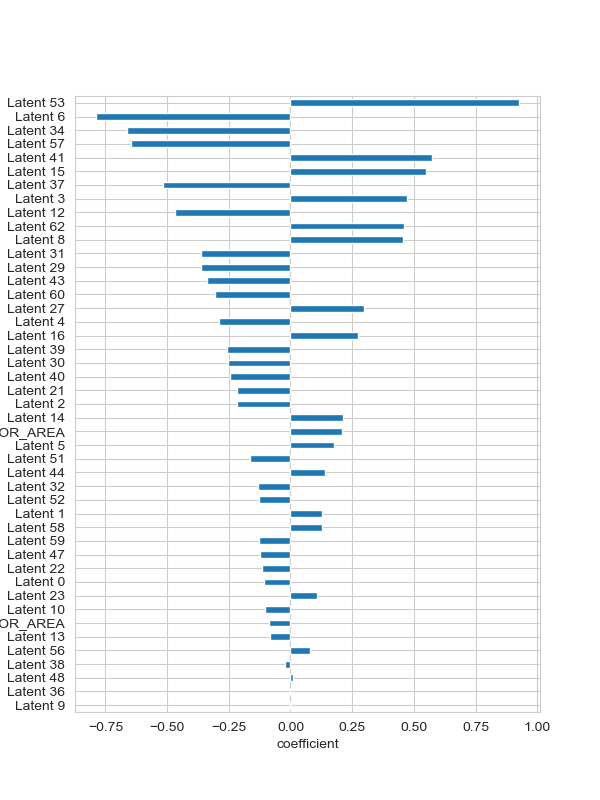 Latent 53
Latent 6
Latent 34
Latent 57
Latent 41
Latent 15
Latent 37
Latent 3
Latent 12
Latent 62
Latent 8
Latent 31
Latent 29
Latent 43
Latent 60
Latent 27
Latent 4
Latent 16
Latent 39
Latent 30
Latent 40
Latent 21
Latent 2
Latent 14
OR_AREA
Latent 5
Latent 51
Latent 44
Latent 32
Latent 52
Latent 1
Latent 58
Latent 59
Latent 47
Latent 22
Latent 0
Latent 23
Latent 10
OR_AREA
Latent 13
Latent 56
Latent 38
Latent 48
Latent 36
Latent 9
−0.75 −0.50 −0.25 0.00 0.25 0.50 0.75 1.00
coefficient